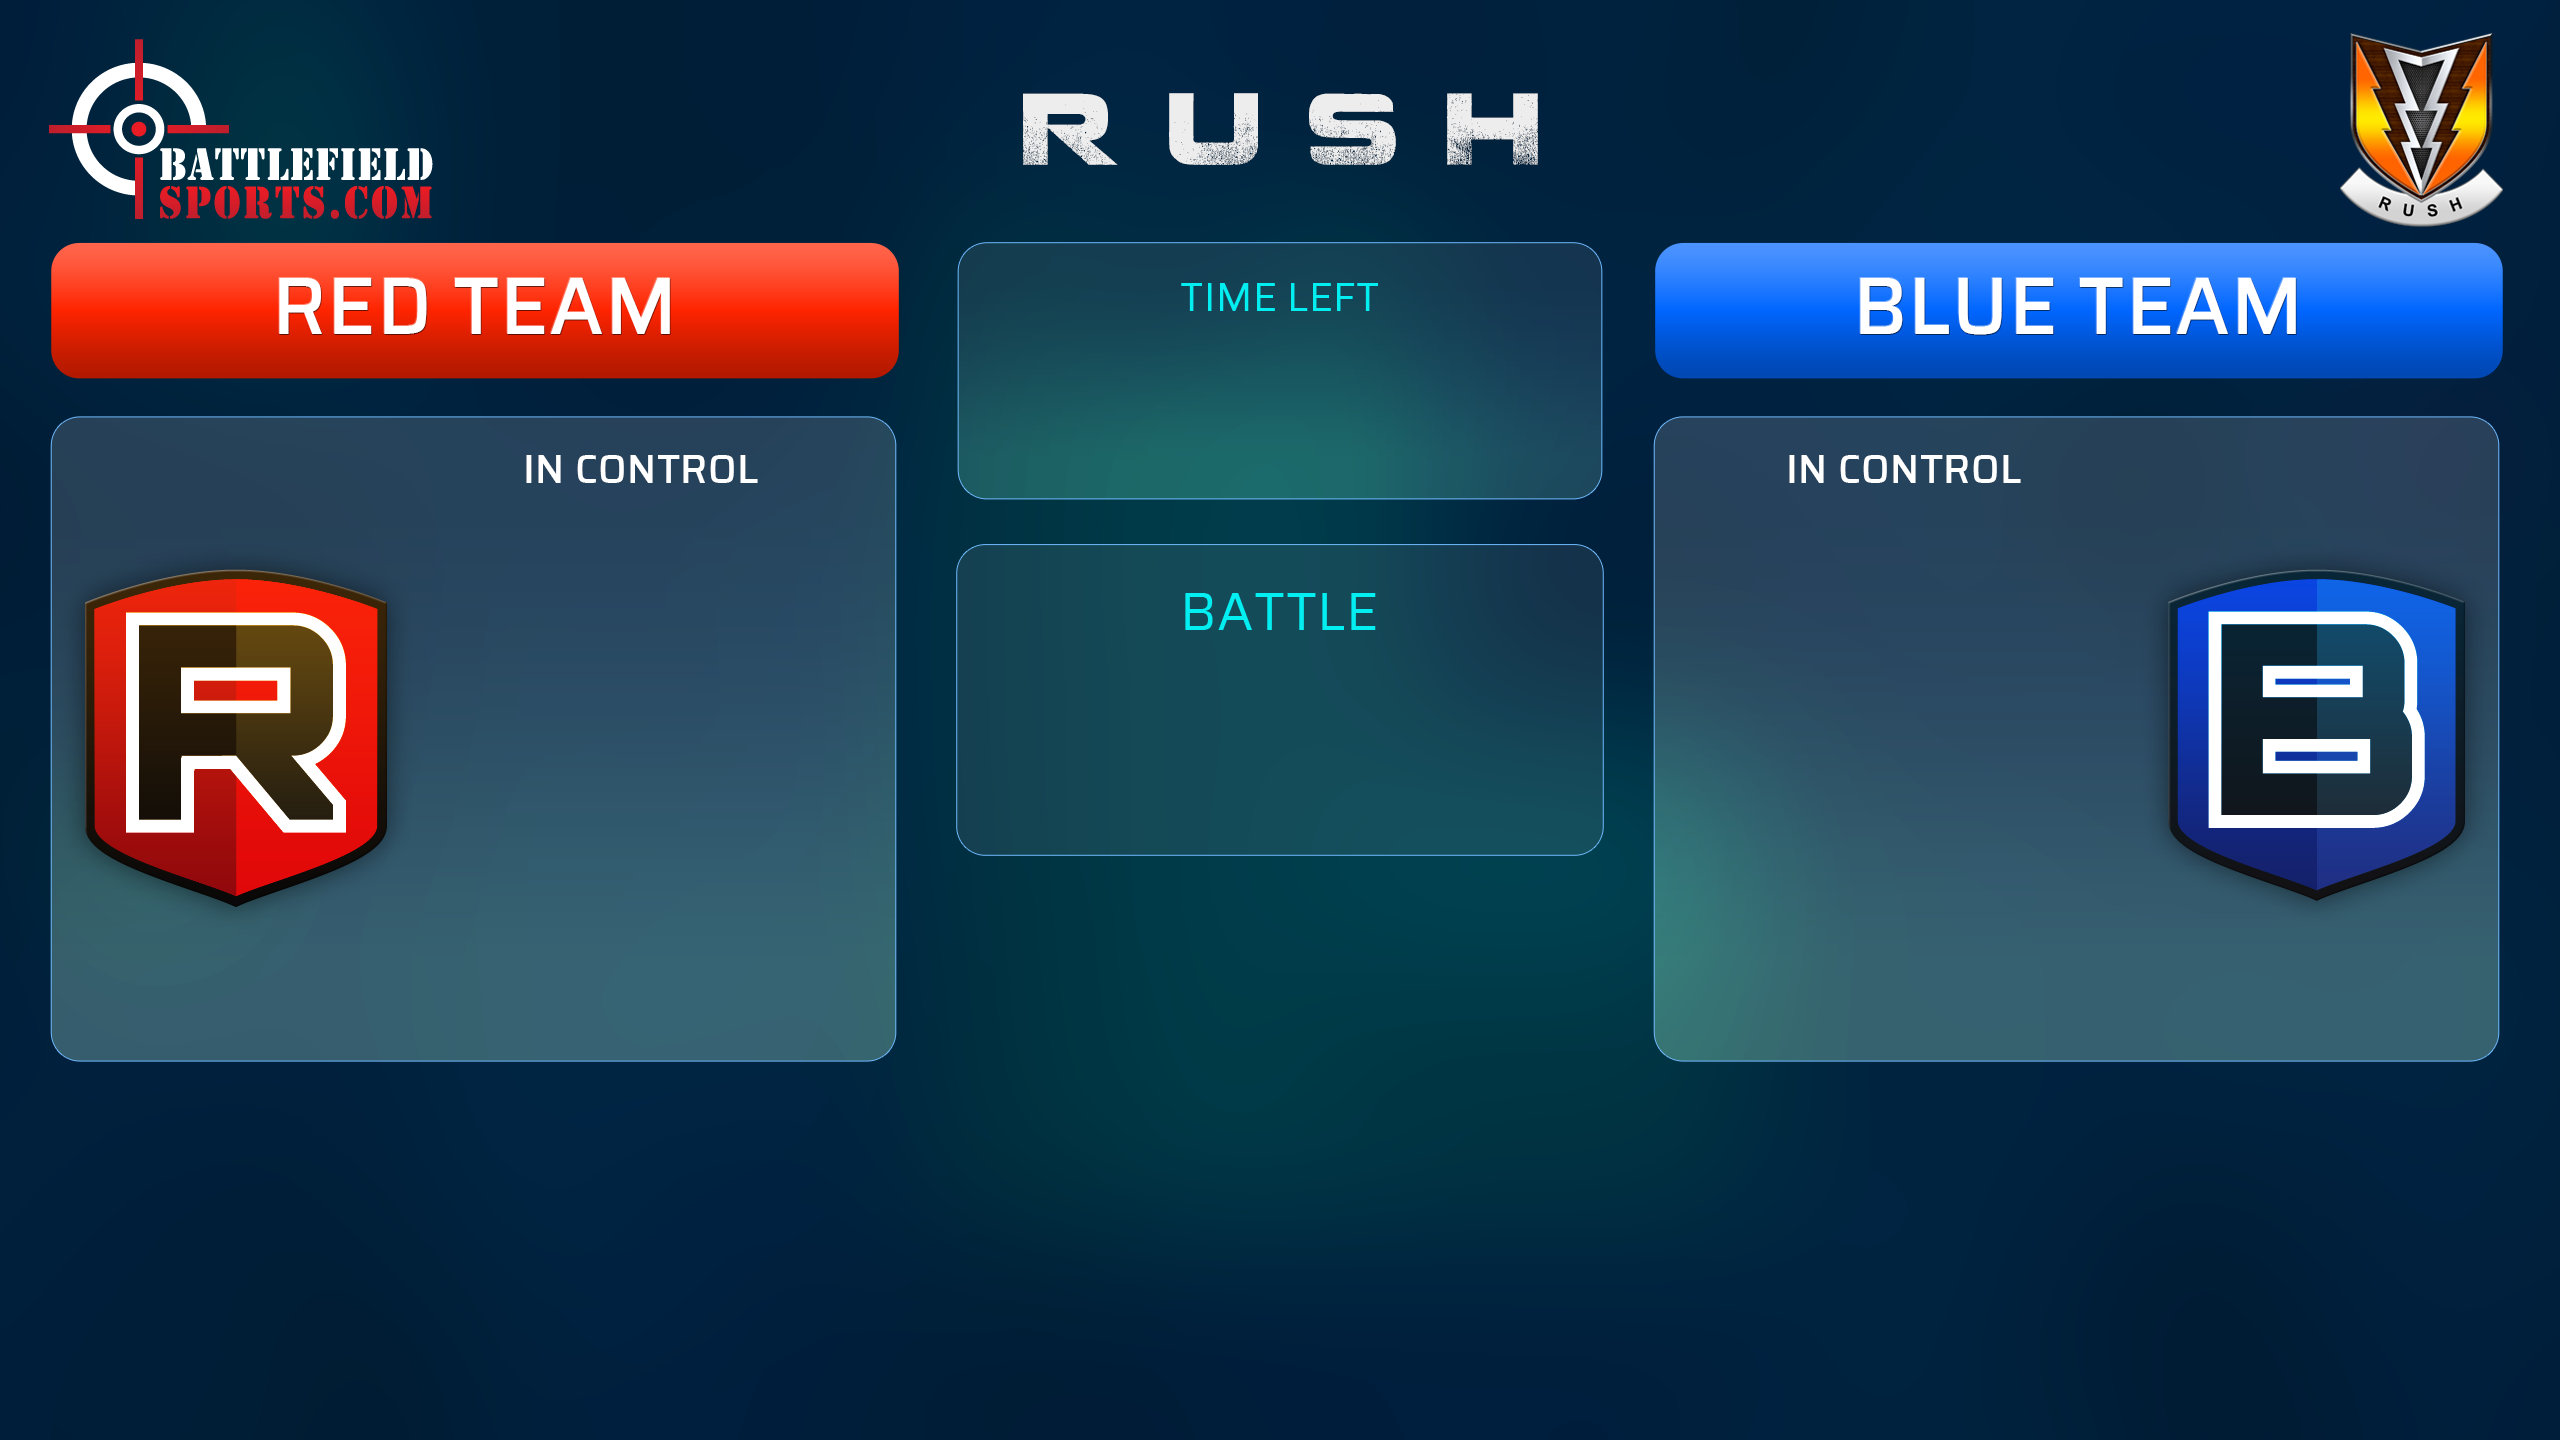 BATTLEFIELD
SPORTS.COM
RUSH
RUSH
RED TEAM
TIME LEFT
BLUE TEAM
IN CONTROL
IN CONTROL
BATTLE
R
B